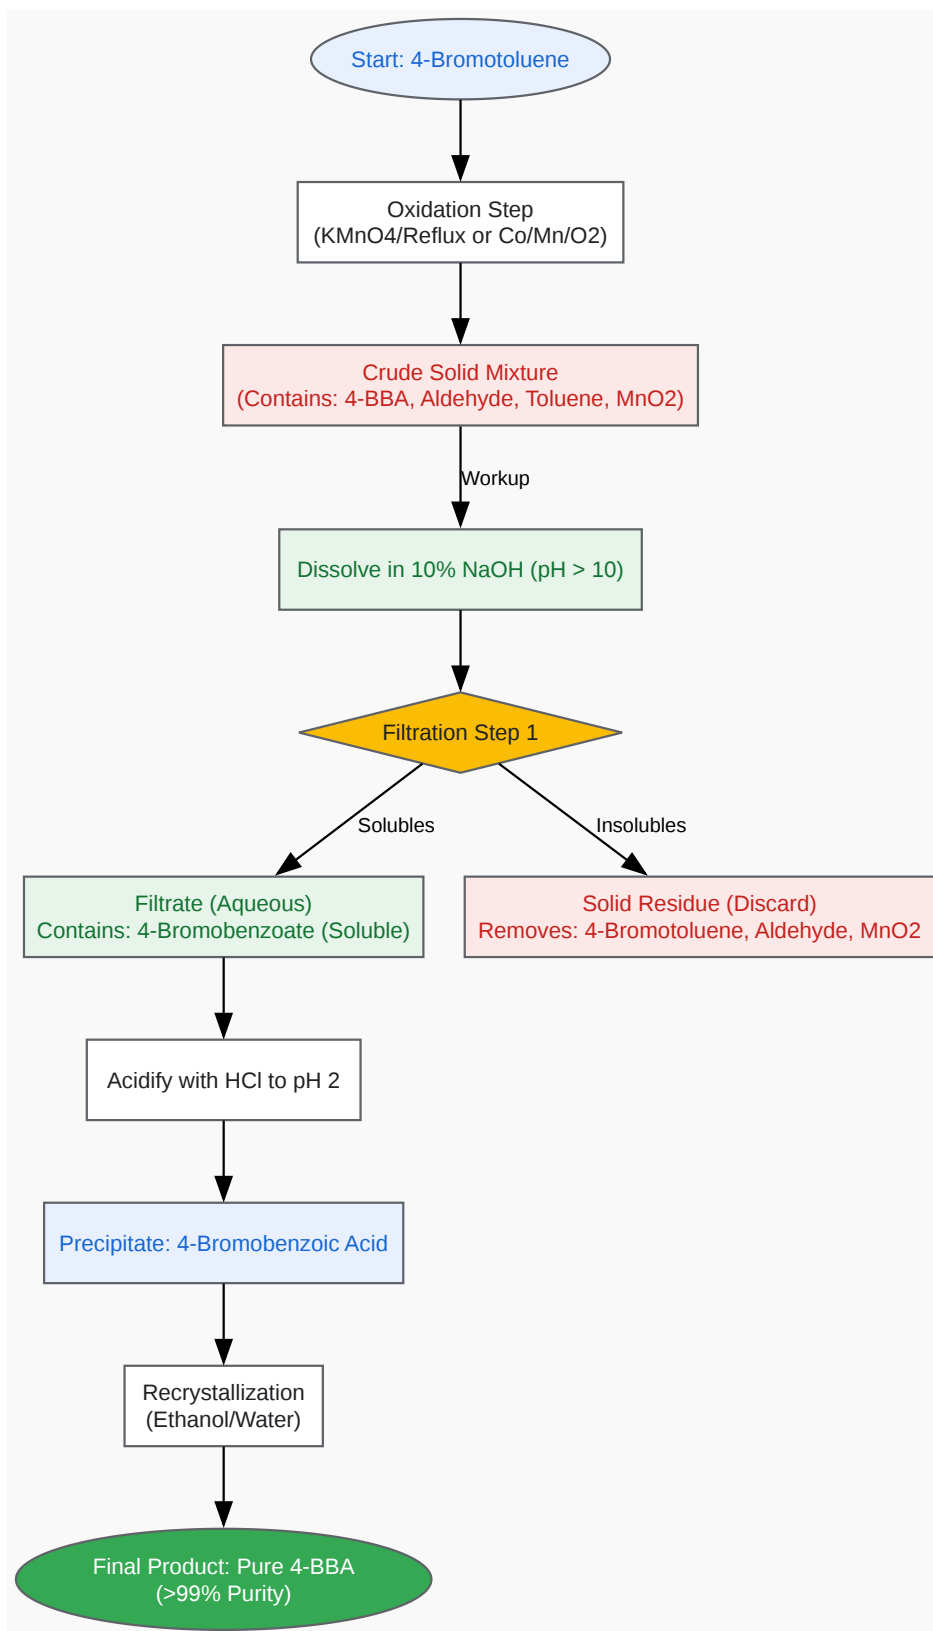 Start: 4-Bromotoluene
Oxidation Step
(KMnO4/Reflux or Co/Mn/O2)
Crude Solid Mixture
(Contains: 4-BBA, Aldehyde, Toluene, MnO2)
Workup
Dissolve in 10% NaOH (pH > 10)
Filtration Step 1
Solubles
Insolubles
Filtrate (Aqueous)
Contains: 4-Bromobenzoate (Soluble)
Solid Residue (Discard)
Removes: 4-Bromotoluene, Aldehyde, MnO2
Acidify with HCl to pH 2
Precipitate: 4-Bromobenzoic Acid
Recrystallization
(Ethanol/Water)
Final Product: Pure 4-BBA
(>99% Purity)